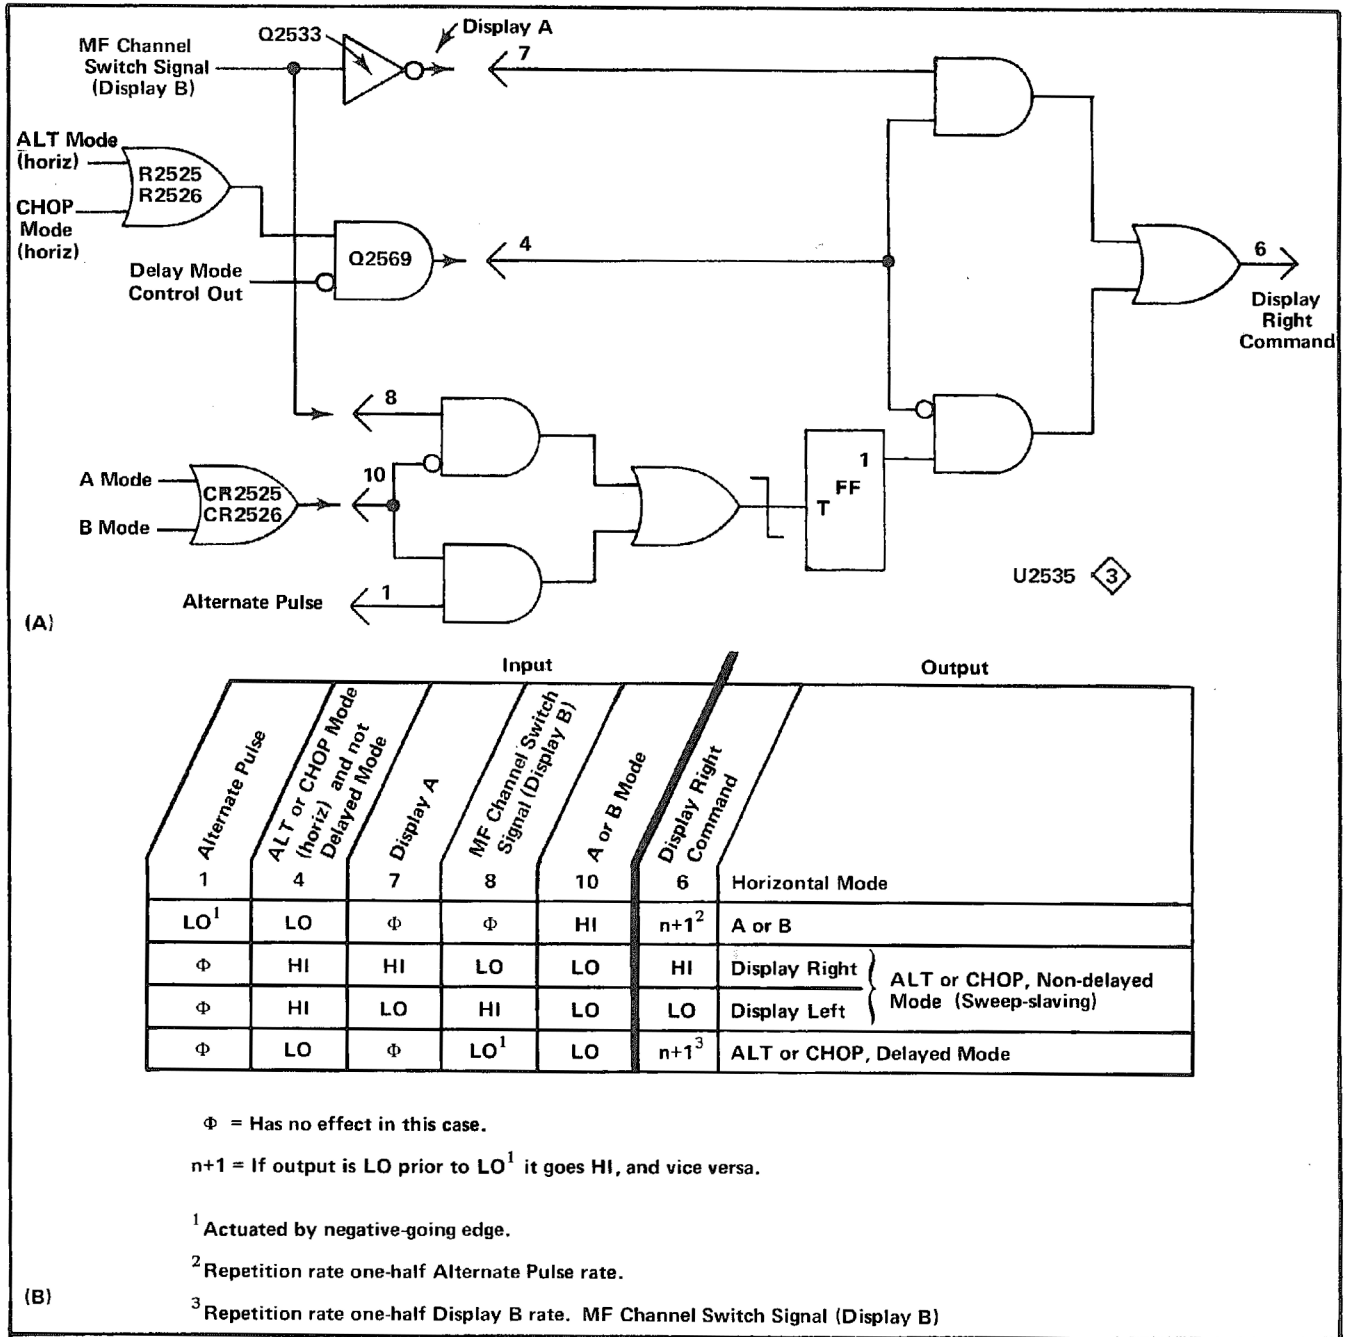 Q2533
Display A
MF Channel
Switch Signal
(Display B)
7
ALT Mode
(horiz)
R2525
R2526
CHOP
Mode
(horiz)
Q2569
4
Delay Mode
Control Out
6
Display
Right
Command
8
A Mode
CR2525
CR2526
10
B Mode
1
FF
T
U2535 3
Alternate Pulse
1
(A)
Input
Output
Alternate Pulse
ALT or CHOP Mode
(horiz) and not
Delayed Mode
Display A
MF Channel Switch
Signal (Display B)
A or B Mode
Display Right
Command
1 4 7 8 10 6 Horizontal Mode
LO¹ LO Φ Φ HI n+1² A or B
Φ HI HI LO LO HI Display Right
ALT or CHOP, Non-delayed
Mode (Sweep-slaving)
Φ HI LO HI LO LO Display Left
Φ LO Φ LO¹ LO n+1³ ALT or CHOP, Delayed Mode
Φ = Has no effect in this case.
n+1 = If output is LO prior to LO¹ it goes HI, and vice versa.
¹Actuated by negative-going edge.
²Repetition rate one-half Alternate Pulse rate.
(B)
³Repetition rate one-half Display B rate. MF Channel Switch Signal (Display B)